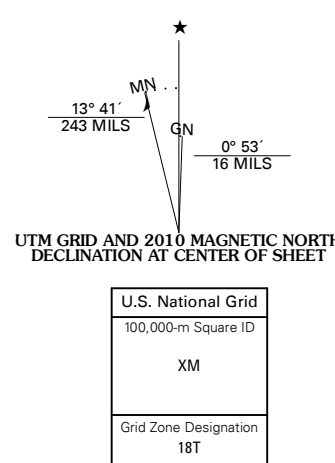 ★
MN
13° 41´
243 MILS
GN
0° 53´
16 MILS
UTM GRID AND 2010 MAGNETIC NORTH
DECLINATION AT CENTER OF SHEET
U.S. National Grid
100,000-m Square ID
XM
Grid Zone Designation
18T